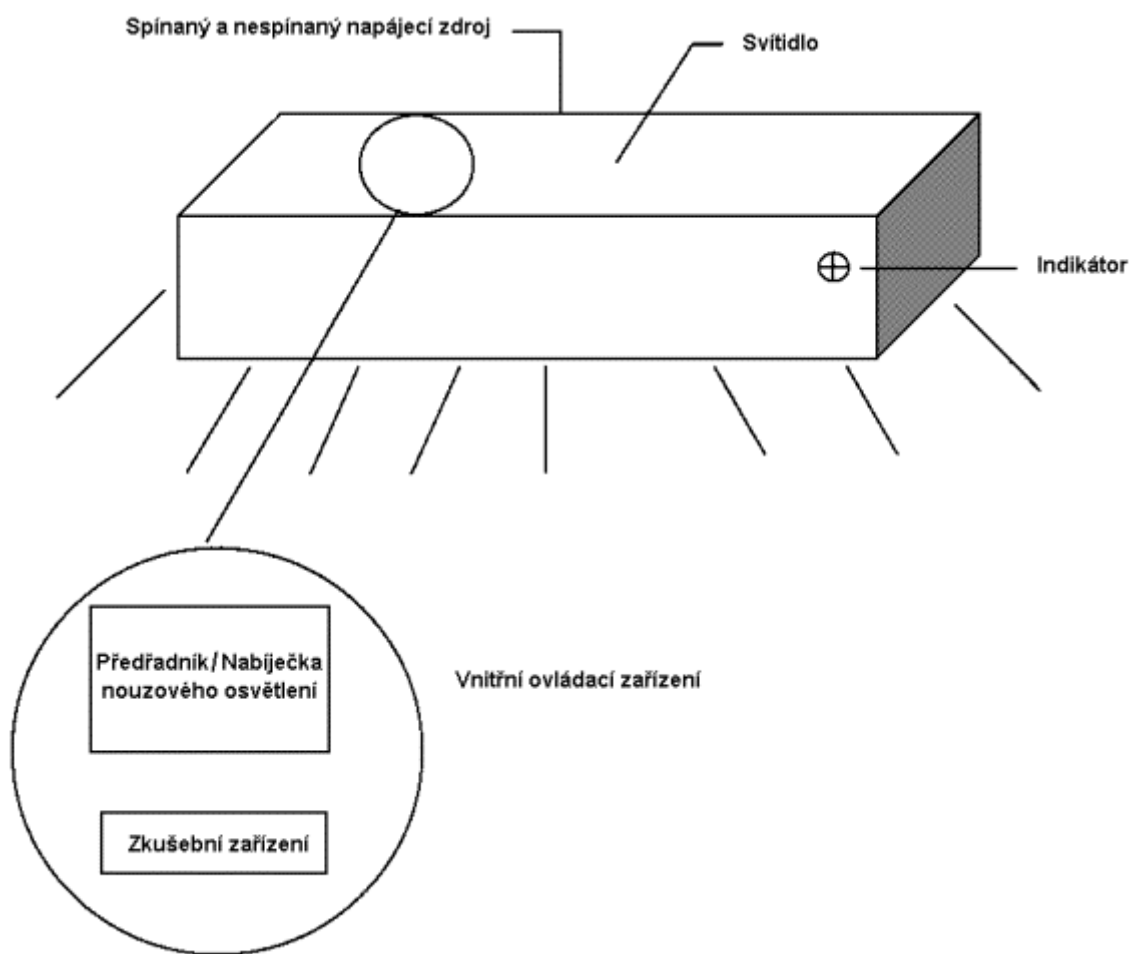 Spínaný a nespínaný napájecí zdroj
Svítidlo
Indikátor
Předřadník/Nabíječka
nouzového osvětlení
Vnitřní ovládací zařízení
Zkušební zařízení